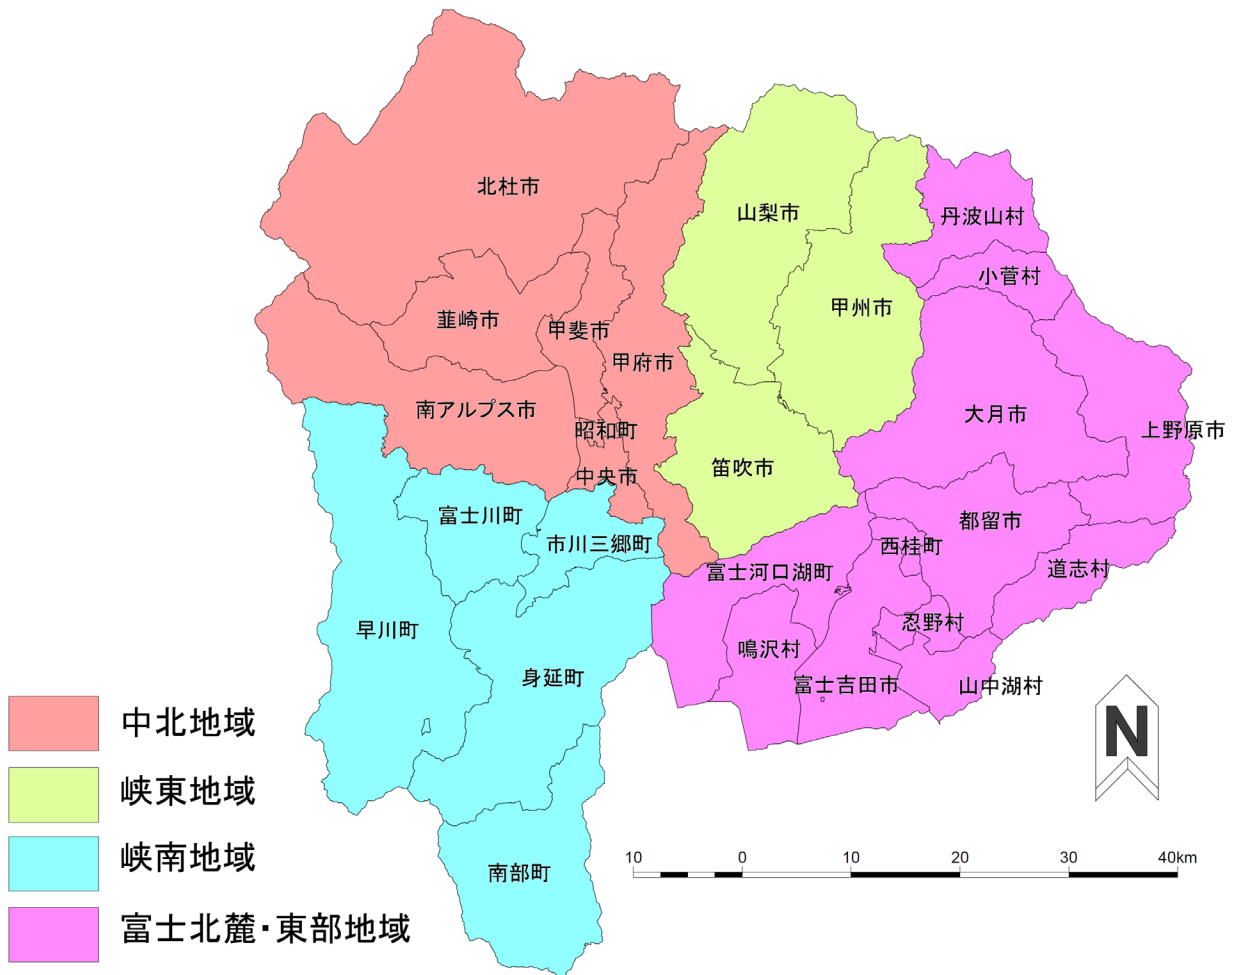 北杜市
山梨市
丹波山村
小菅村
甲州市
韮崎市
甲斐市
甲府市
南アルプス市
大月市
昭和町
上野原市
笛吹市
中央市
富士川町
都留市
市川三郷町
西桂町
富士河口湖町
道志村
早川町
忍野村
鳴沢村
身延町
富士吉田市
山中湖村
南部町
中北地域
峡東地域
峡南地域
富士北麓・東部地域
N
10 0 10 20 30 40km